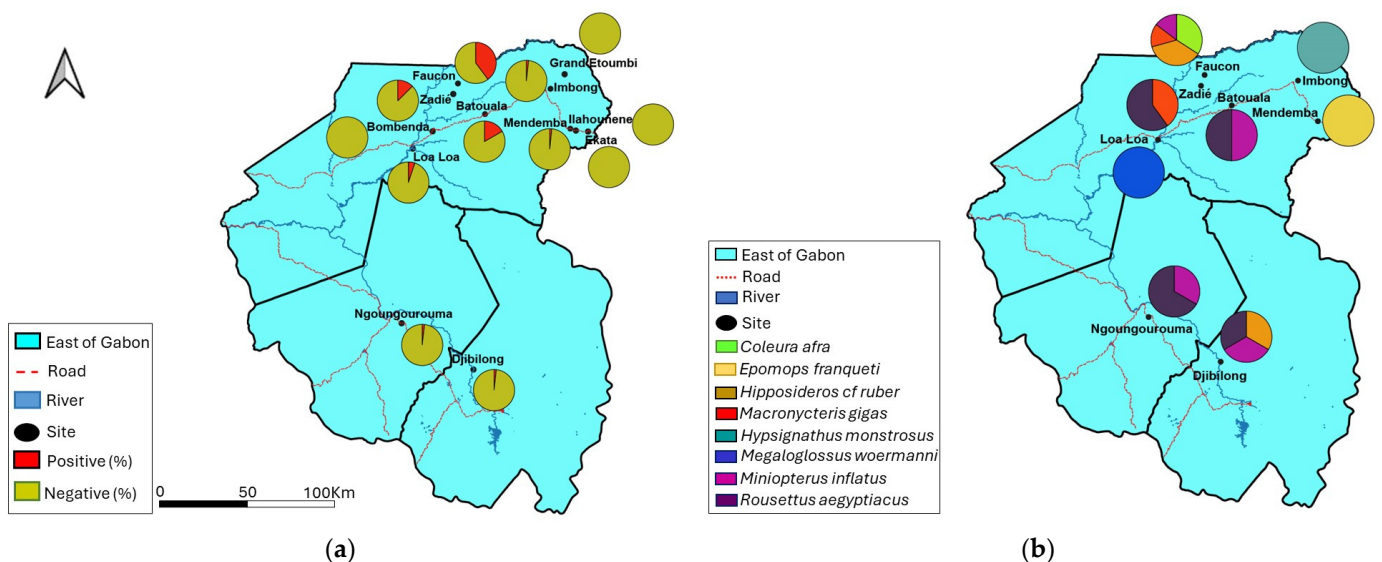 Grand Etoumbi
Faucon
Imbong
Zadié
Batouala
Bombenda
Mendemba
Ilahounene
Ekata
Loa Loa
Ngoungourouma
Djibilong
East of Gabon
Road
River
Site
Positive (%)
Negative (%)
0 50 100Km
(a)
Faucon
Imbong
Zadié
Batouala
Mendemba
Loa Loa
Ngoungourouma
Djibilong
East of Gabon
Road
River
Site
Coleura afra
Epomops franqueti
Hipposideros cf ruber
Macronycteris gigas
Hypsignathus monstrosus
Megaloglossus woermanni
Miniopterus inflatus
Rousettus aegyptiacus
(b)